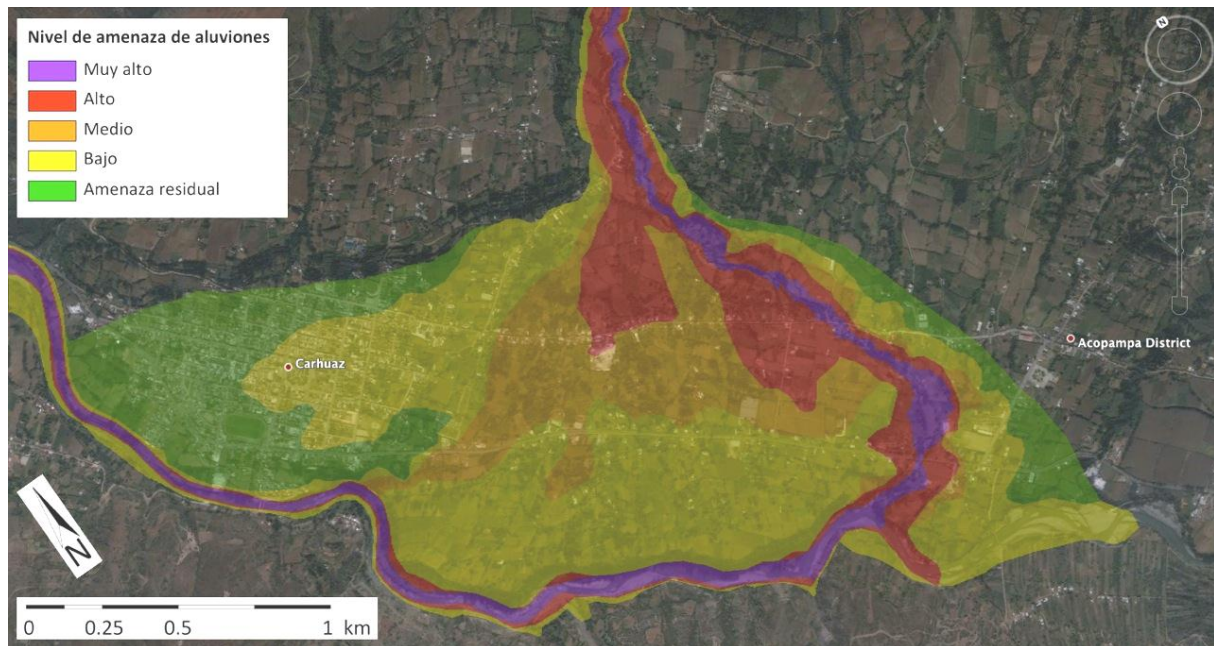 Nivel de amenaza de aluviones
Muy alto
Alto
Medio
Bajo
Amenaza residual
N
Carhuaz
Acopampa District
N
0 0.25 0.5 1 km